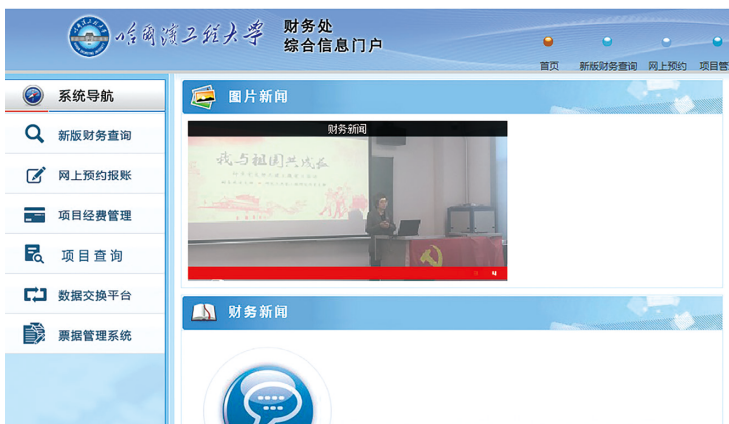 哈尔滨工程大学
财务处
综合信息门户
首页 新版财务查询 网上预约 项目管
系统导航
新版财务查询
网上预约报账
项目经费管理
项目查询
数据交换平台
票据管理系统
图片新闻
财务新闻
我与祖国共成长
4
财务新闻